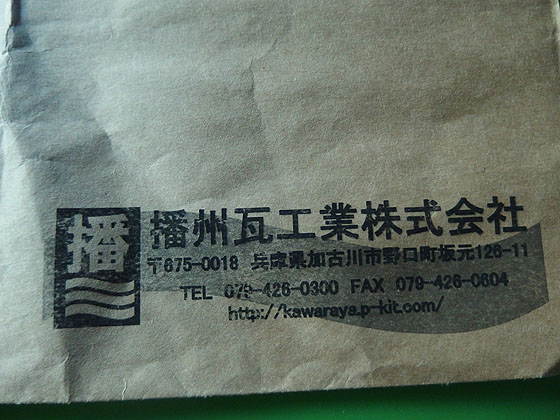 播
播州瓦工業株式会社
〒675-0018 兵庫県加古川市野口町坂元126-11
TEL 079-426-0300 FAX 079-426-0604
http://kawaraya.p-kit.com/